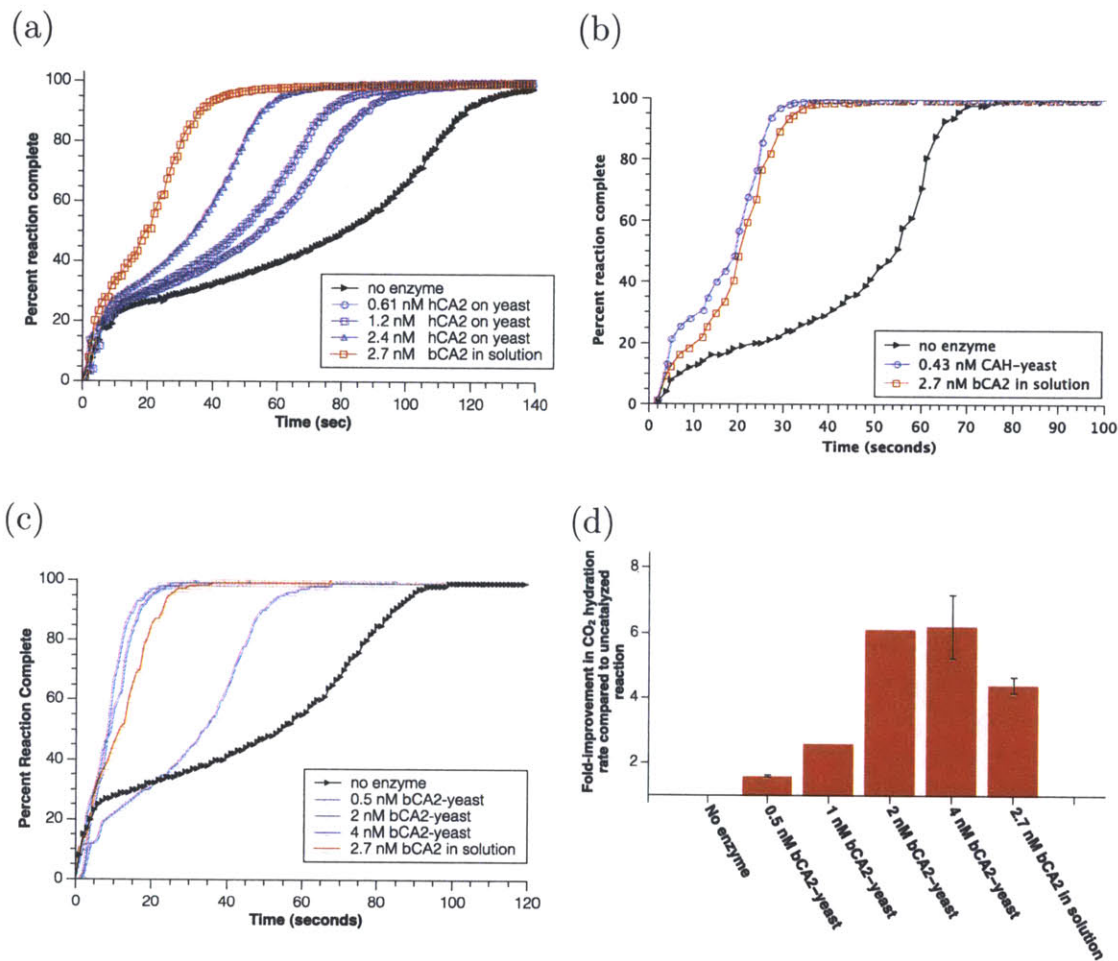 (a)
Percent reaction complete
100
80
60
40
20
0
no enzyme
0.61 nM hCA2 on yeast
1.2 nM hCA2 on yeast
2.4 nM hCA2 on yeast
2.7 nM bCA2 in solution
0 20 40 60 80 100 120 140
Time (sec)
(b)
Percent reaction complete
100
80
60
40
20
0
no enzyme
0.43 nM CAH-yeast
2.7 nM bCA2 in solution
0 10 20 30 40 50 60 70 80 90 100
Time (seconds)
(c)
Percent Reaction Complete
100
80
60
40
20
0
no enzyme
0.5 nM bCA2-yeast
2 nM bCA2-yeast
4 nM bCA2-yeast
2.7 nM bCA2 in solution
0 20 40 60 80 100 120
Time (seconds)
(d)
Fold-improvement in CO₂ hydration
rate compared to uncatalyzed
reaction
8
6
4
2
No enzyme
0.5 nM bCA2-yeast
1 nM bCA2-yeast
2 nM bCA2-yeast
4 nM bCA2-yeast
2.7 nM bCA2 in solution